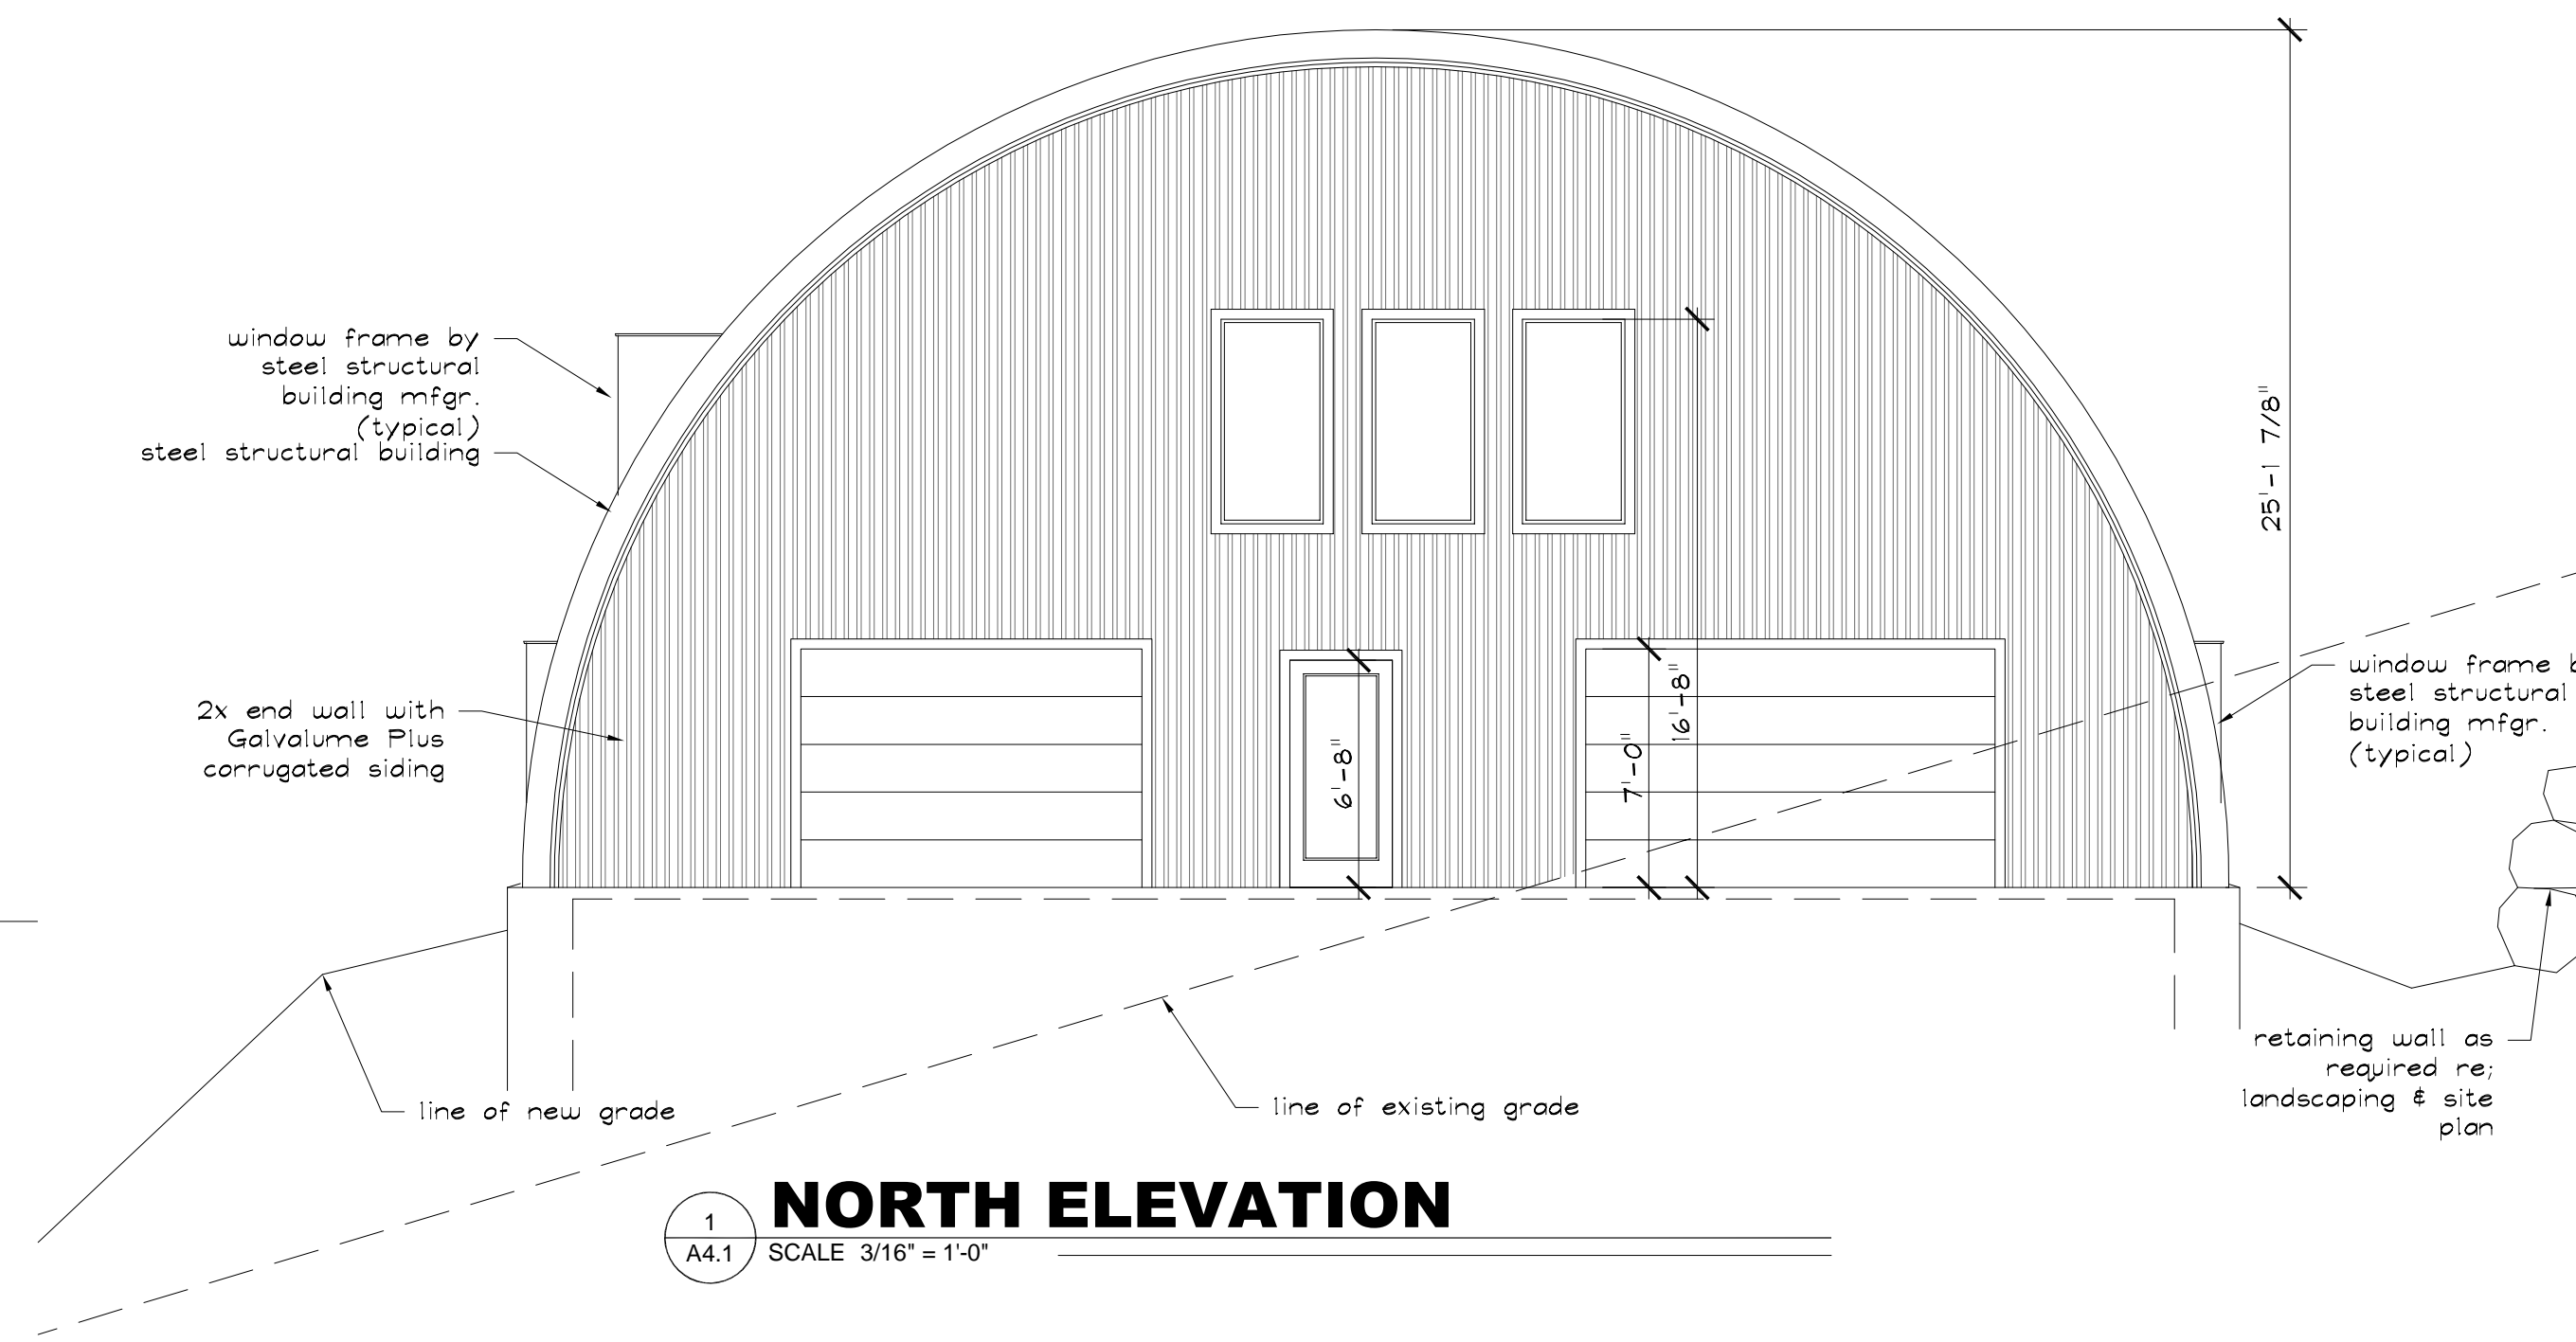 window frame by
steel structural
building mfgr.
(typical)
steel structural building
2x end wall with
Galvalume Plus
corrugated siding
6'-8"
7'-0"
16'-8"
25'-1 7/8"
window frame
steel structural
building mfgr.
(typical)
retaining wall as
required re;
landscaping & site
plan
line of new grade
line of existing grade
1
A4.1
NORTH ELEVATION
SCALE 3/16" = 1'-0"